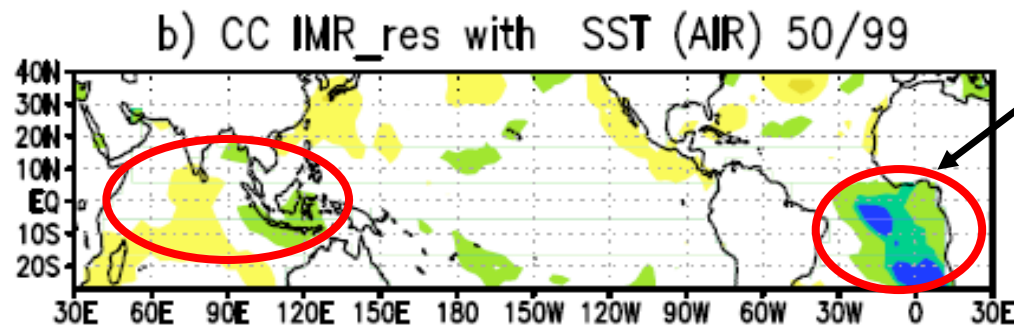 b) CC IMR_res with SST (AIR) 50/99
40N
30N
20N
10N
EQ
10S
20S
30E 60E 90E 120E 150E 180 150W 120W 90W 60W 30W 0 30E